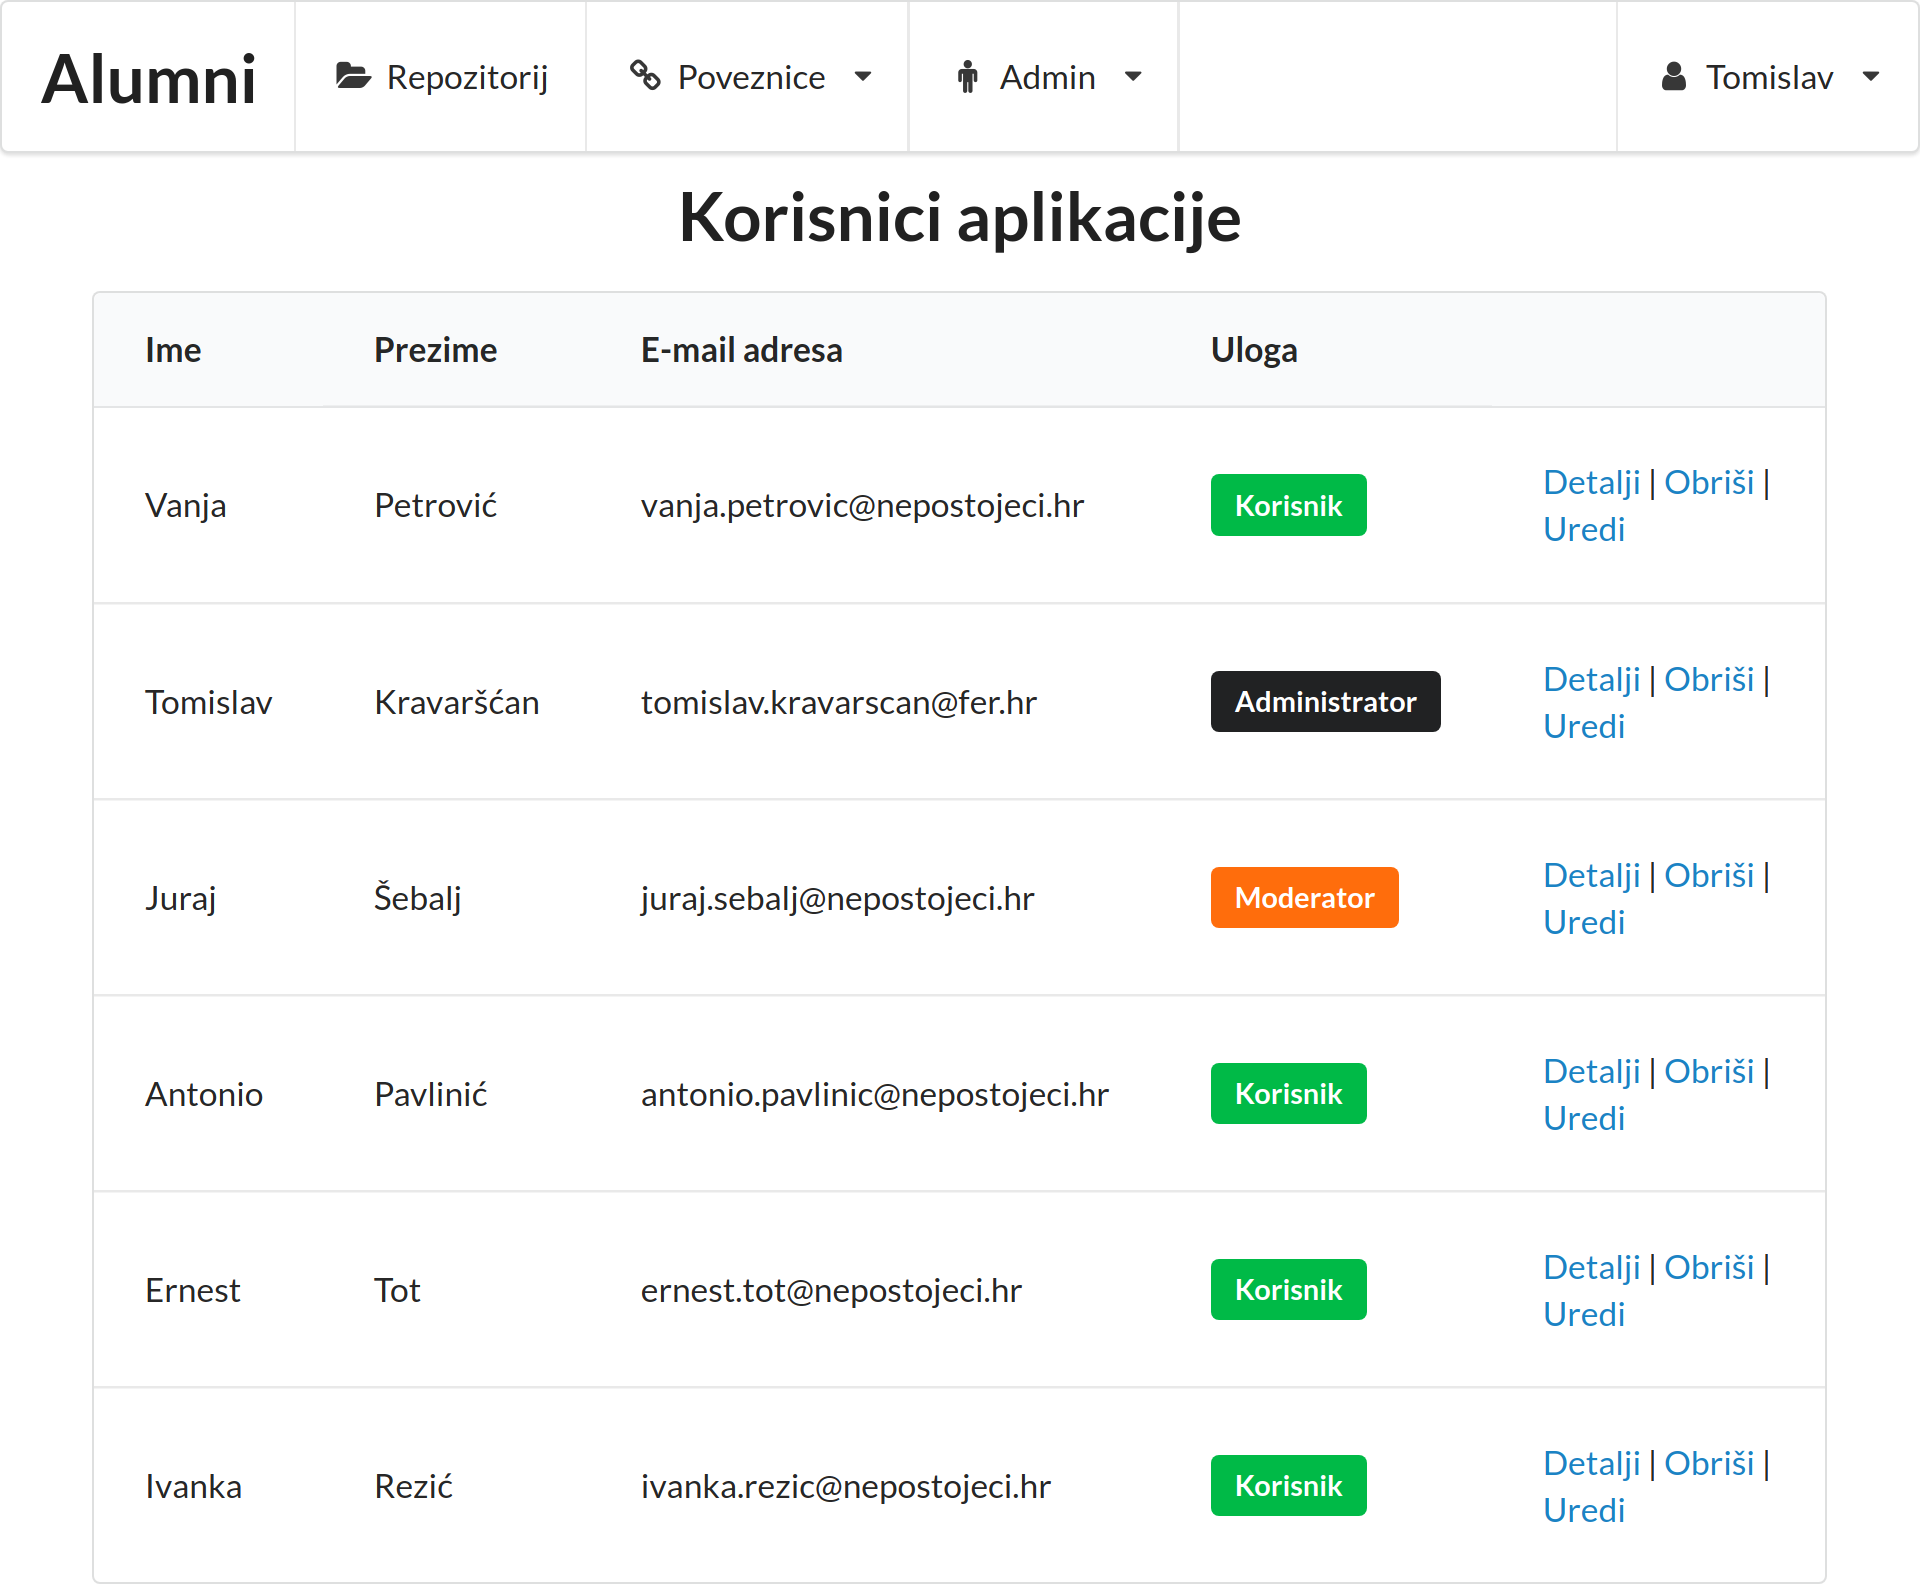 Alumni Repozitorij Poveznice Admin Tomislav
Korisnici aplikacije
Ime Prezime E-mail adresa Uloga
Vanja Petrović vanja.petrovic@nepostojeci.hr Korisnik Detalji | Obriši |
Uredi
Tomislav Kravaršćan tomislav.kravarscan@fer.hr Administrator Detalji | Obriši |
Uredi
Juraj Šebalj juraj.sebalj@nepostojeci.hr Moderator Detalji | Obriši |
Uredi
Antonio Pavlinić antonio.pavlinic@nepostojeci.hr Korisnik Detalji | Obriši |
Uredi
Ernest Tot ernest.tot@nepostojeci.hr Korisnik Detalji | Obriši |
Uredi
Ivanka Rezić ivanka.rezic@nepostojeci.hr Korisnik Detalji | Obriši |
Uredi